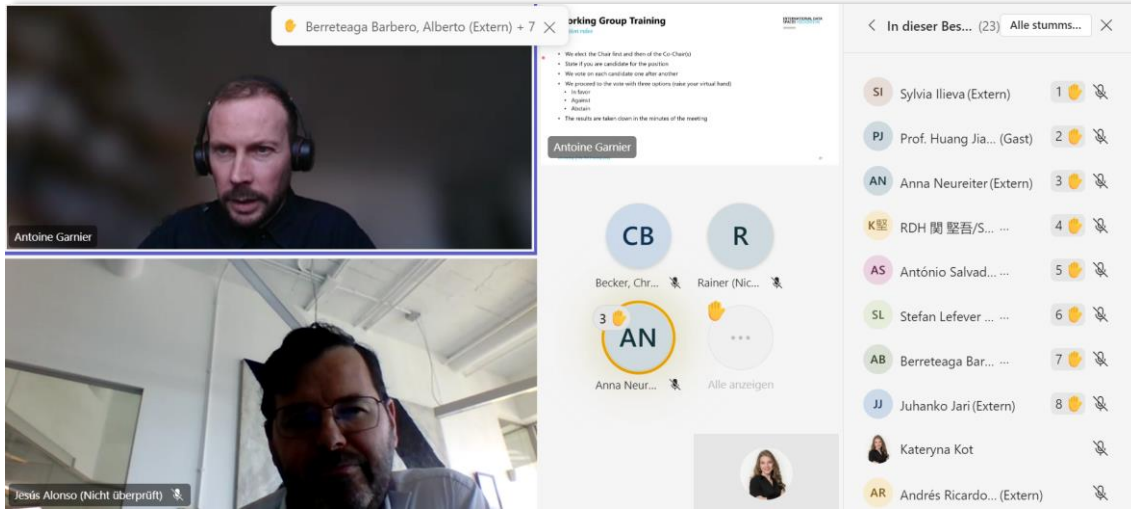 Berreteaga Barbero, Alberto (Extern) + 7
orking Group Training
INTERNATIONAL DATA
• We elect the Chair first and then of the Co-Chair(s)
• State if you are candidate for the position
• We vote on each candidate one after another
• We proceed to the vote with three options (raise your virtual hand)
• In favor
• Against
• Abstain
• The results are taken down in the minutes of the meeting
Antoine Garnier
Antoine Garnier
Jesús Alonso (Nicht überprüft)
CB
Becker, Chr...
R
Rainer (Nic...
3
AN
Anna Neur...
...
Alle anzeigen
In dieser Bes... (23)
Alle stumms...
SI Sylvia Ilieva (Extern) 1
PJ Prof. Huang Jia... (Gast) 2
AN Anna Neureiter (Extern) 3
K堅 RDH 関 堅吾/S... ... 4
AS António Salvad... ... 5
SL Stefan Lefever ... ... 6
AB Berreteaga Bar... ... 7
JJ Juhanko Jari (Extern) 8
Kateryna Kot
AR Andrés Ricardo... (Extern)